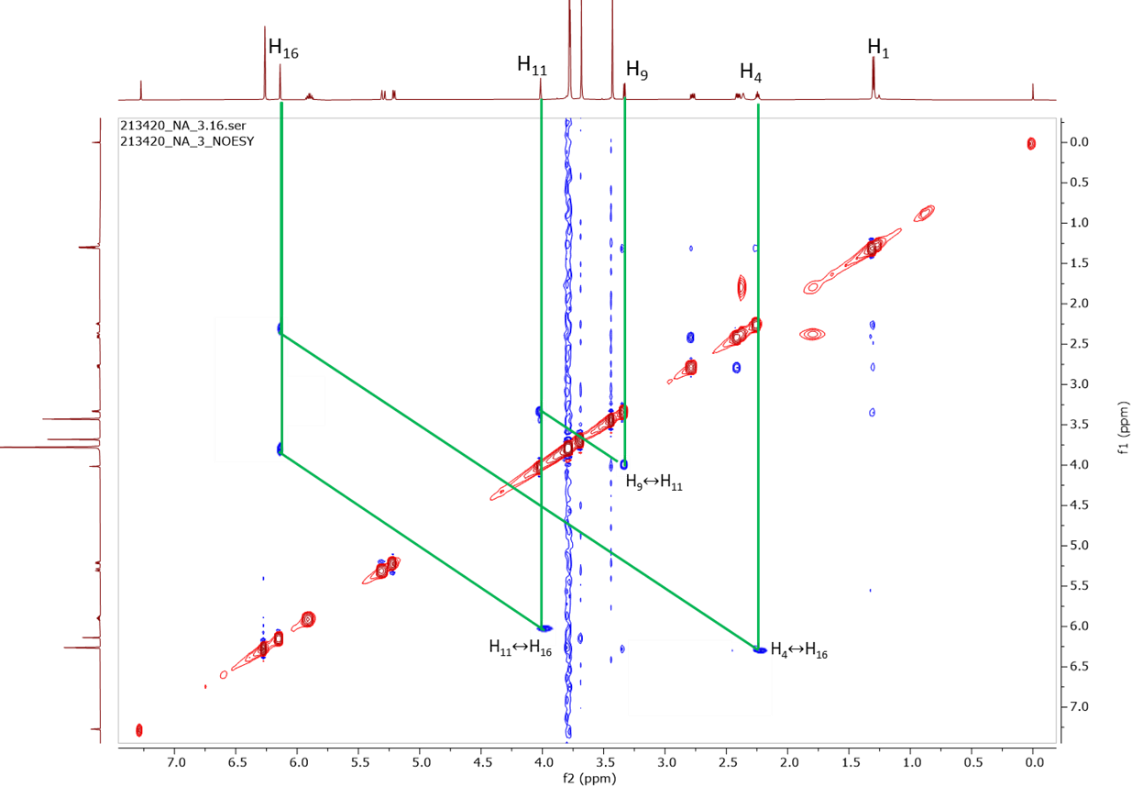 H₁₆
H₁₁
H₉
H₄
H₁
213420_NA_3.16.ser
213420_NA_3_NOESY
0.0
0.5
1.0
1.5
2.0
2.5
3.0
3.5
4.0
4.5
5.0
5.5
6.0
6.5
7.0
f1 (ppm)
H₉↔H₁₁
H₁₁↔H₁₆
H₄↔H₁₆
7.0 6.5 6.0 5.5 5.0 4.5 4.0 3.5 3.0 2.5 2.0 1.5 1.0 0.5 0.0
f2 (ppm)